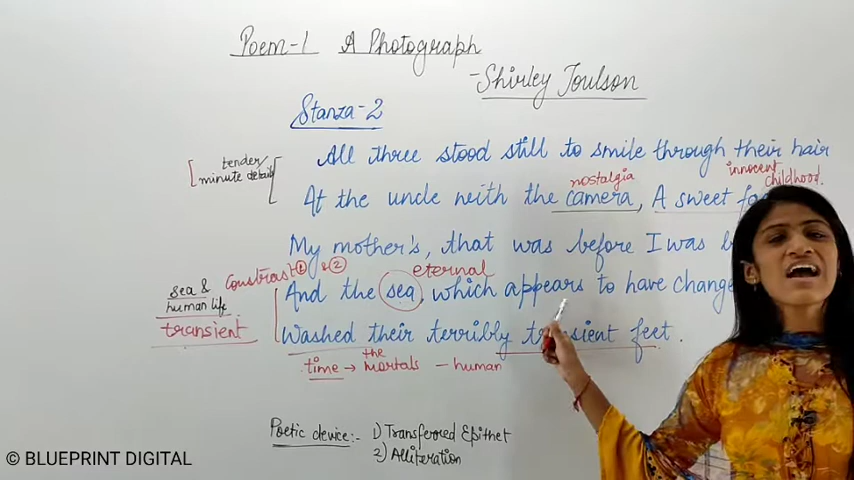 Poem-1 A Photograph
-Shirley Toulson
Stanza-2
All three stood still to smile through their hair
tender/
minute details
innocent
childhood.
nostalgia
At the uncle with the camera, A sweet
My mother's, that was before I was
Constrast ① & ②
eternal
And the sea, which appears to have change
sea &
human life
transient
Washed their terribly transient feet.
time → the mortals - human
Poetic device:- 1) Transferred Epithet
2) Alliteration
© BLUEPRINT DIGITAL